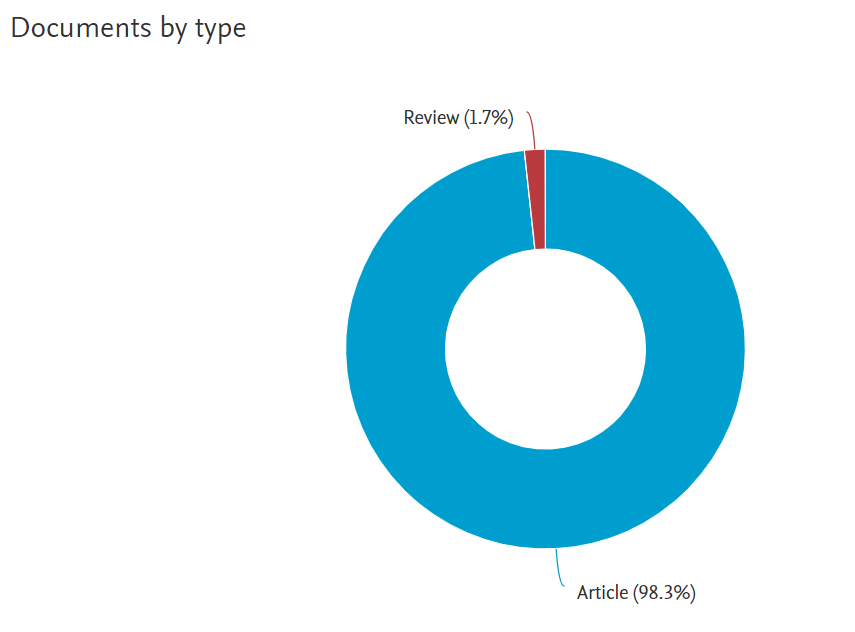 Documents by type
Review (1.7%)
Article (98.3%)